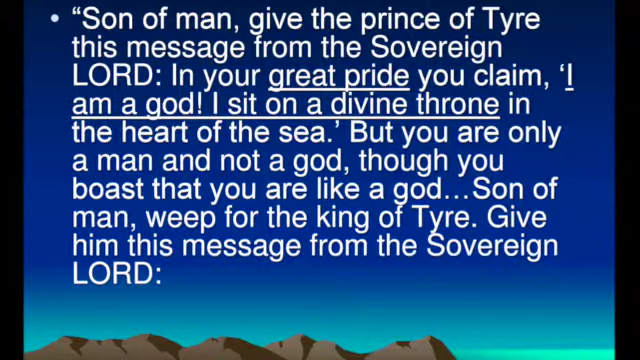 • “Son of man, give the prince of Tyre
this message from the Sovereign
LORD: In your great pride you claim, ‘I
am a god! I sit on a divine throne in
the heart of the sea.’ But you are only
a man and not a god, though you
boast that you are like a god…Son of
man, weep for the king of Tyre. Give
him this message from the Sovereign
LORD: